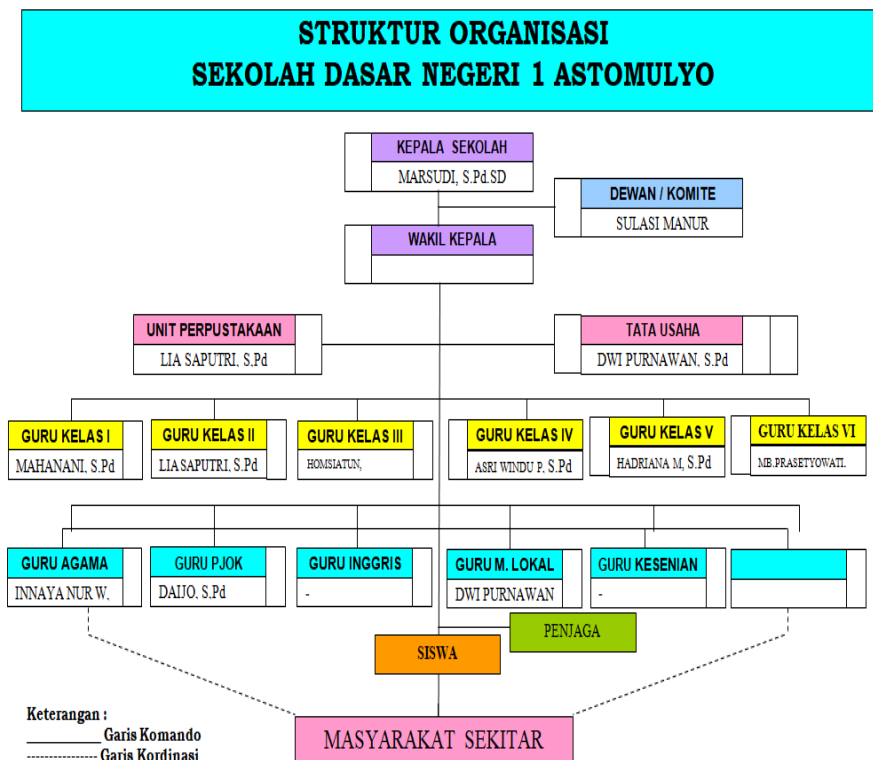 STRUKTUR ORGANISASI
SEKOLAH DASAR NEGERI 1 ASTOMULYO
KEPALA SEKOLAH
MARSUDI, S.Pd.SD
DEWAN / KOMITE
SULASI MANUR
WAKIL KEPALA
UNIT PERPUSTAKAAN
LIA SAPUTRI, S.Pd
TATA USAHA
DWI PURNAWAN, S.Pd
GURU KELAS I
MAHANANI, S.Pd
GURU KELAS II
LIA SAPUTRI, S.Pd
GURU KELAS III
HOMSIATUN,
GURU KELAS IV
ASRI WINDU P, S.Pd
GURU KELAS V
HADRIANA M, S.Pd
GURU KELAS VI
MB.PRASETYOWATI.
GURU AGAMA
INNAYA NUR W,
GURU PJOK
DAIJO, S.Pd
GURU INGGRIS
-
GURU M. LOKAL
DWI PURNAWAN
GURU KESENIAN
-
PENJAGA
SISWA
MASYARAKAT SEKITAR
Keterangan :
__________ Garis Komando
---------------- Garis Kordinasi